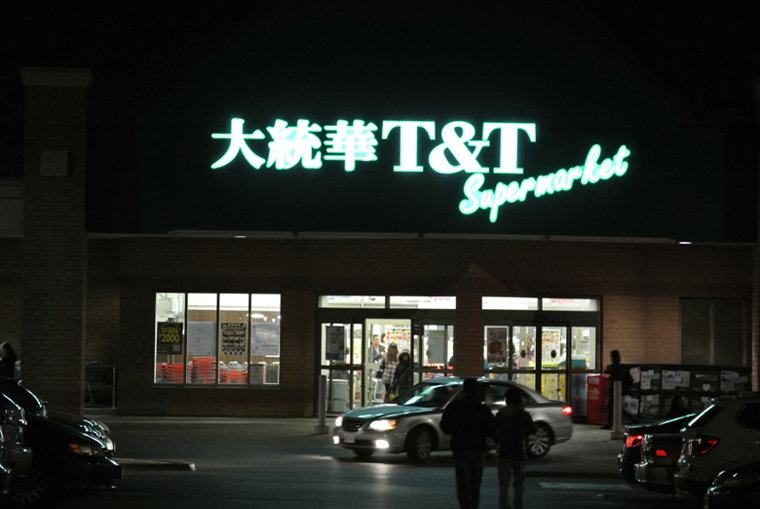 大統華 T&T
Supermarket
2000